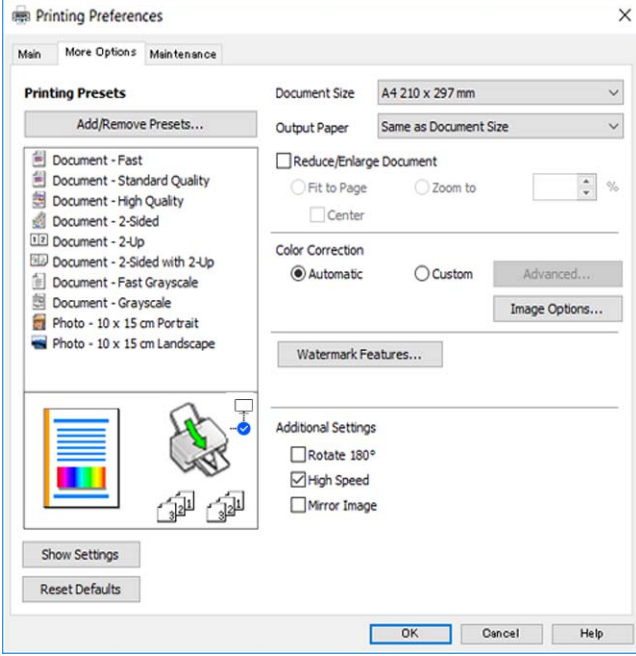 Printing Preferences
Main More Options Maintenance
Printing Presets
Add/Remove Presets...
Document - Fast
Document - Standard Quality
Document - High Quality
Document - 2-Sided
Document - 2-Up
Document - 2-Sided with 2-Up
Document - Fast Grayscale
Document - Grayscale
Photo - 10 x 15 cm Portrait
Photo - 10 x 15 cm Landscape
Show Settings
Reset Defaults
Document Size A4 210 x 297 mm
Output Paper Same as Document Size
Reduce/Enlarge Document
Fit to Page Zoom to %
Center
Color Correction
Automatic Custom Advanced...
Image Options...
Watermark Features...
Additional Settings
Rotate 180°
High Speed
Mirror Image
OK Cancel Help